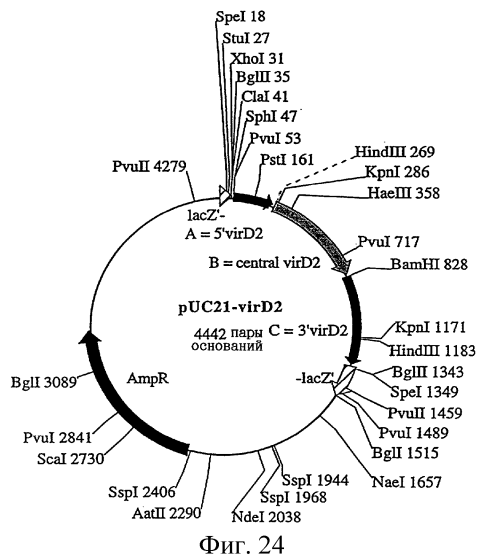 SpeI 18
StuI 27
XhoI 31
BglII 35
ClaI 41
SphI 47
PvuI 53
PstI 161
PvuII 4279
HindIII 269
KpnI 286
HaeIII 358
lacZ'-
A = 5'virD2
PvuI 717
B = central virD2
BamHI 828
pUC21-virD2
4442 пары
оснований
C = 3'virD2
KpnI 1171
HindIII 1183
-lacZ'
BglII 1343
SpeI 1349
PvuII 1459
PvuI 1489
BglI 1515
NaeI 1657
BglI 3089
AmpR
PvuI 2841
ScaI 2730
SspI 2406
AatII 2290
NdeI 2038
SspI 1968
SspI 1944
Фиг. 24